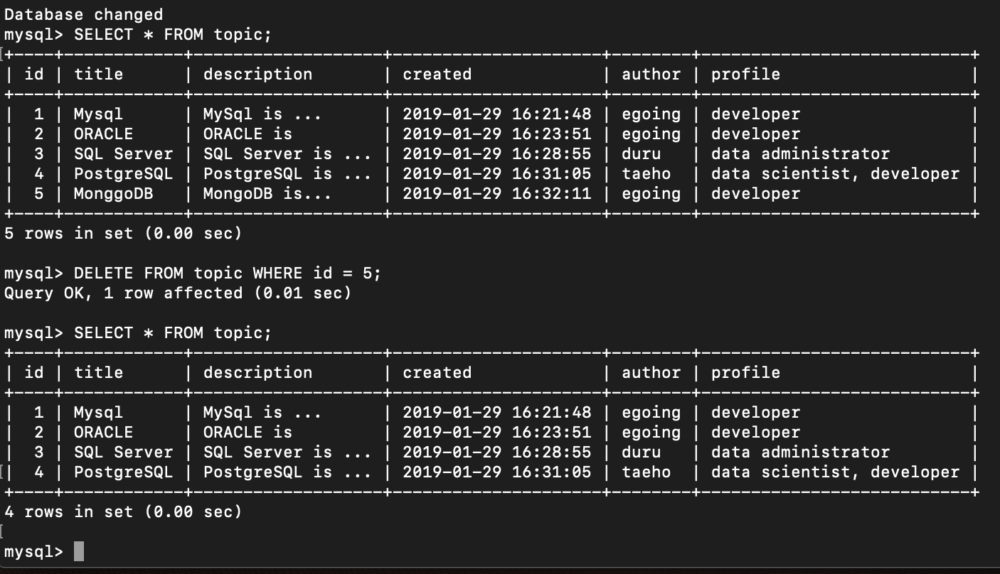 Database changed
mysql> SELECT * FROM topic;
+----+------------+-------------------+---------------------+--------+---------------------------+
| id | title      | description       | created             | author | profile                   |
+----+------------+-------------------+---------------------+--------+---------------------------+
|  1 | Mysql      | MySql is ...      | 2019-01-29 16:21:48 | egoing | developer                 |
|  2 | ORACLE     | ORACLE is         | 2019-01-29 16:23:51 | egoing | developer                 |
|  3 | SQL Server | SQL Server is ... | 2019-01-29 16:28:55 | duru   | data administrator        |
|  4 | PostgreSQL | PostgreSQL is ... | 2019-01-29 16:31:05 | taeho  | data scientist, developer |
|  5 | MonggoDB   | MongoDB is...     | 2019-01-29 16:32:11 | egoing | developer                 |
+----+------------+-------------------+---------------------+--------+---------------------------+
5 rows in set (0.00 sec)

mysql> DELETE FROM topic WHERE id = 5;
Query OK, 1 row affected (0.01 sec)

mysql> SELECT * FROM topic;
+----+------------+-------------------+---------------------+--------+---------------------------+
| id | title      | description       | created             | author | profile                   |
+----+------------+-------------------+---------------------+--------+---------------------------+
|  1 | Mysql      | MySql is ...      | 2019-01-29 16:21:48 | egoing | developer                 |
|  2 | ORACLE     | ORACLE is         | 2019-01-29 16:23:51 | egoing | developer                 |
|  3 | SQL Server | SQL Server is ... | 2019-01-29 16:28:55 | duru   | data administrator        |
|  4 | PostgreSQL | PostgreSQL is ... | 2019-01-29 16:31:05 | taeho  | data scientist, developer |
+----+------------+-------------------+---------------------+--------+---------------------------+
4 rows in set (0.00 sec)

mysql>